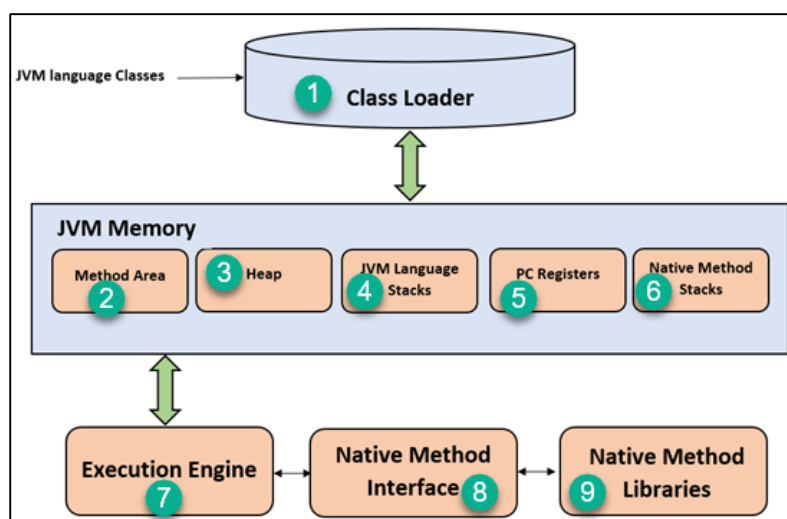 JVM language Classes
1
Class Loader
JVM Memory
Method Area
2
3
Heap
JVM Language
Stacks
4
PC Registers
5
Native Method
Stacks
6
Execution Engine
7
Native Method
Interface
8
Native Method
Libraries
9